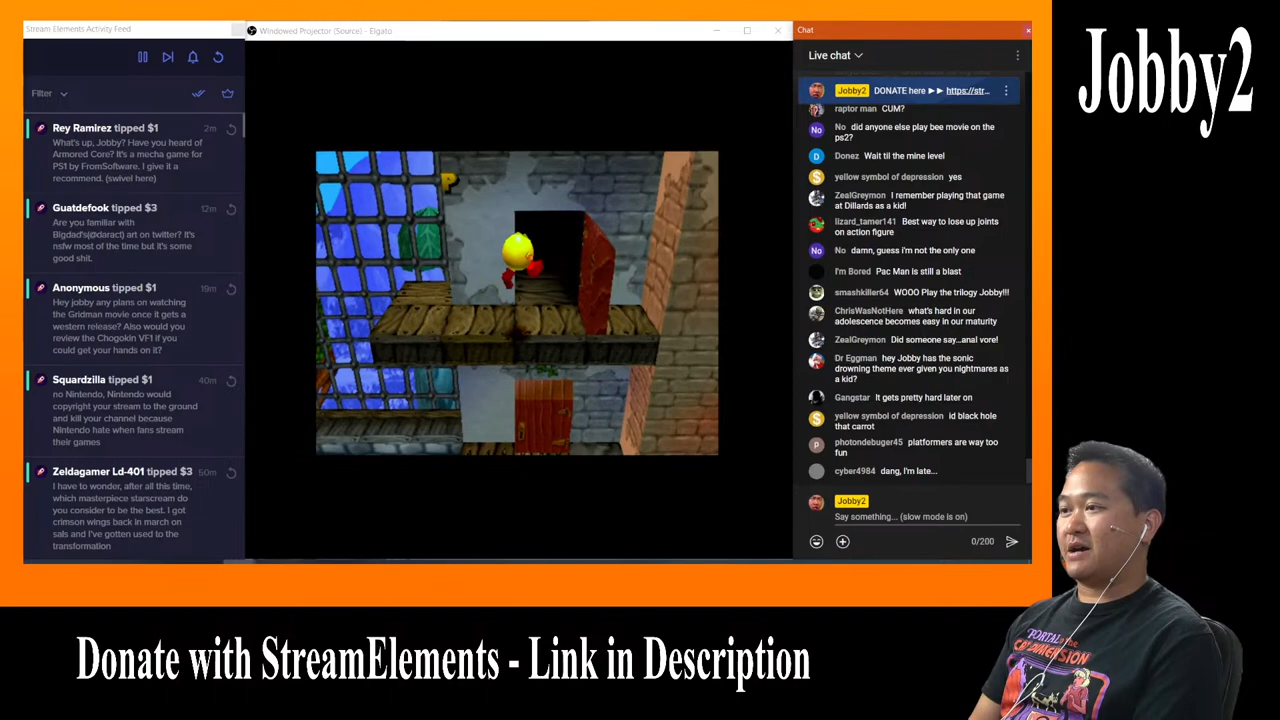 Stream Elements Activity Feed
Filter
Rey Ramirez tipped $1
2m
What's up, Jobby? Have you heard of
Armored Core? It's a mecha game for
PS1 by FromSoftware. I give it a
recommend. (swivel here)
Guatdefook tipped $3
12m
Are you familiar with
Bigdad's(@daract) art on twitter? It's
nsfw most of the time but it's some
good shit.
Anonymous tipped $1
19m
Hey jobby any plans on watching
the Gridman movie once it gets a
western release? Also would you
review the Chogokin VF1 if you
could get your hands on it?
Squardzilla tipped $1
40m
no Nintendo, Nintendo would
copyright your stream to the ground
and kill your channel because
Nintendo hate when fans stream
their games
Zeldagamer Ld-401 tipped $3
50m
I have to wonder, after all this time,
which masterpiece starscream do
you consider to be the best. I got
crimson wings back in march on
sals and I've gotten used to the
transformation
Windowed Projector (Source) - Elgato
Chat
Live chat
Jobby2 DONATE here ►► https://str...
raptor man CUM?
No did anyone else play bee movie on the
ps2??
Donez Wait til the mine level
yellow symbol of depression yes
ZealGreymon I remember playing that game
at Dillards as a kid!
lizard_tamer141 Best way to lose up joints
on action figure
No damn, guess i'm not the only one
I'm Bored Pac Man is still a blast
smashkiller64 WOOO Play the trilogy Jobby!!!
ChrisWasNotHere what's hard in our
adolescence becomes easy in our maturity
ZealGreymon Did someone say...anal vore!
Dr Eggman hey Jobby has the sonic
drowning theme ever given you nightmares as
a kid?
Gangstar It gets pretty hard later on
yellow symbol of depression id black hole
that carrot
photondebuger45 platformers are way too
fun
cyber4984 dang, I'm late...
Jobby2
Say something... (slow mode is on)
0/200
Jobby2
PORTAL to the
DIMENSION
Donate with StreamElements - Link in Description